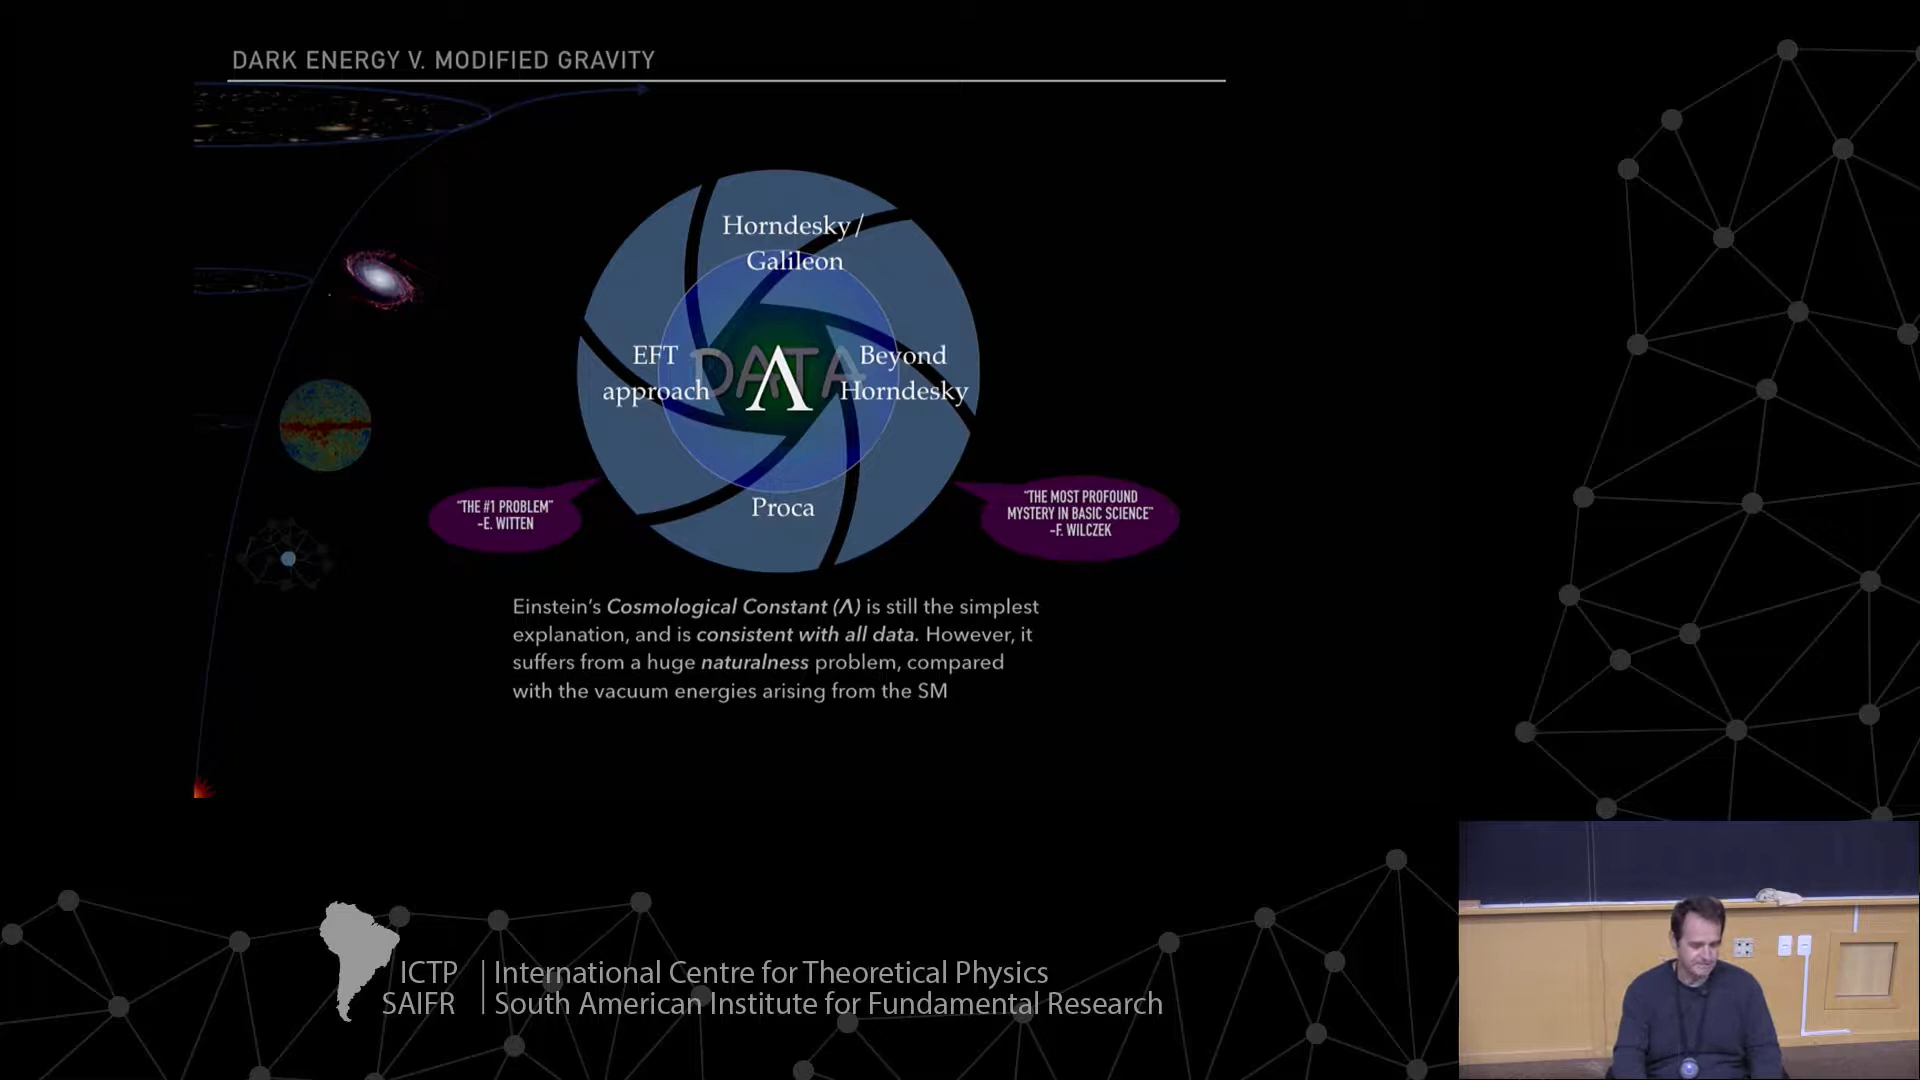 DARK ENERGY V. MODIFIED GRAVITY
Horndesky/
Galileon
EFT
approach
DATA
Λ
Beyond
Horndesky
Proca
"THE #1 PROBLEM"
-E. WITTEN
"THE MOST PROFOUND
MYSTERY IN BASIC SCIENCE"
-F. WILCZEK
Einstein's Cosmological Constant (Λ) is still the simplest
explanation, and is consistent with all data. However, it
suffers from a huge naturalness problem, compared
with the vacuum energies arising from the SM
ICTP
SAIFR
International Centre for Theoretical Physics
South American Institute for Fundamental Research